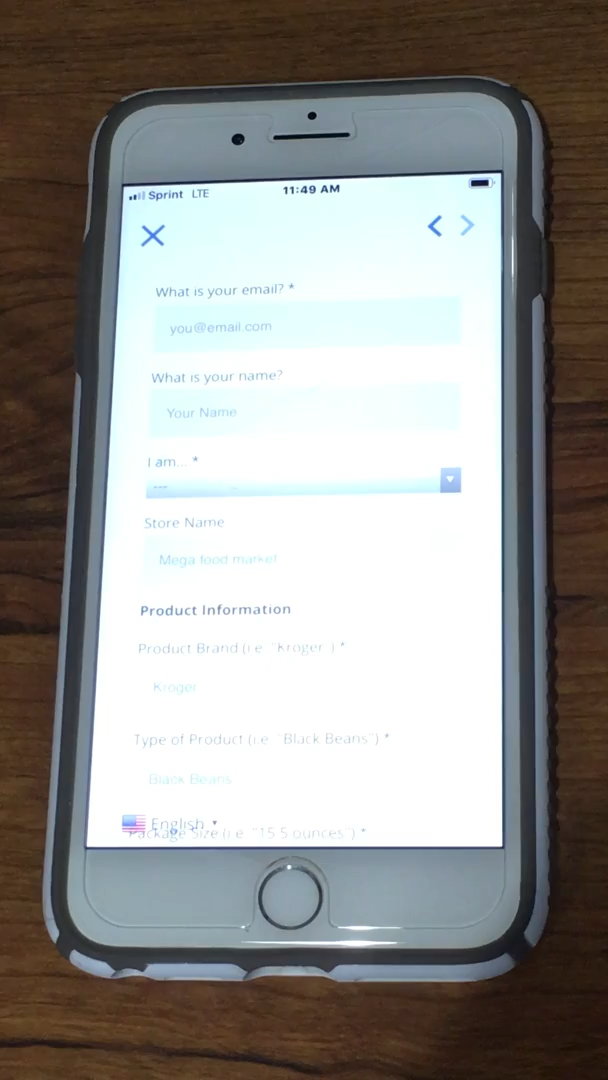 Sprint LTE 11:49 AM
What is your email? *
you@email.com
What is your name?
Your Name
I am... *
---
Store Name
Mega food market
Product Information
Product Brand (i.e. "Kroger") *
Kroger
Type of Product (i.e. "Black Beans") *
Black Beans
English
Package Size (i.e. "15.5 ounces") *